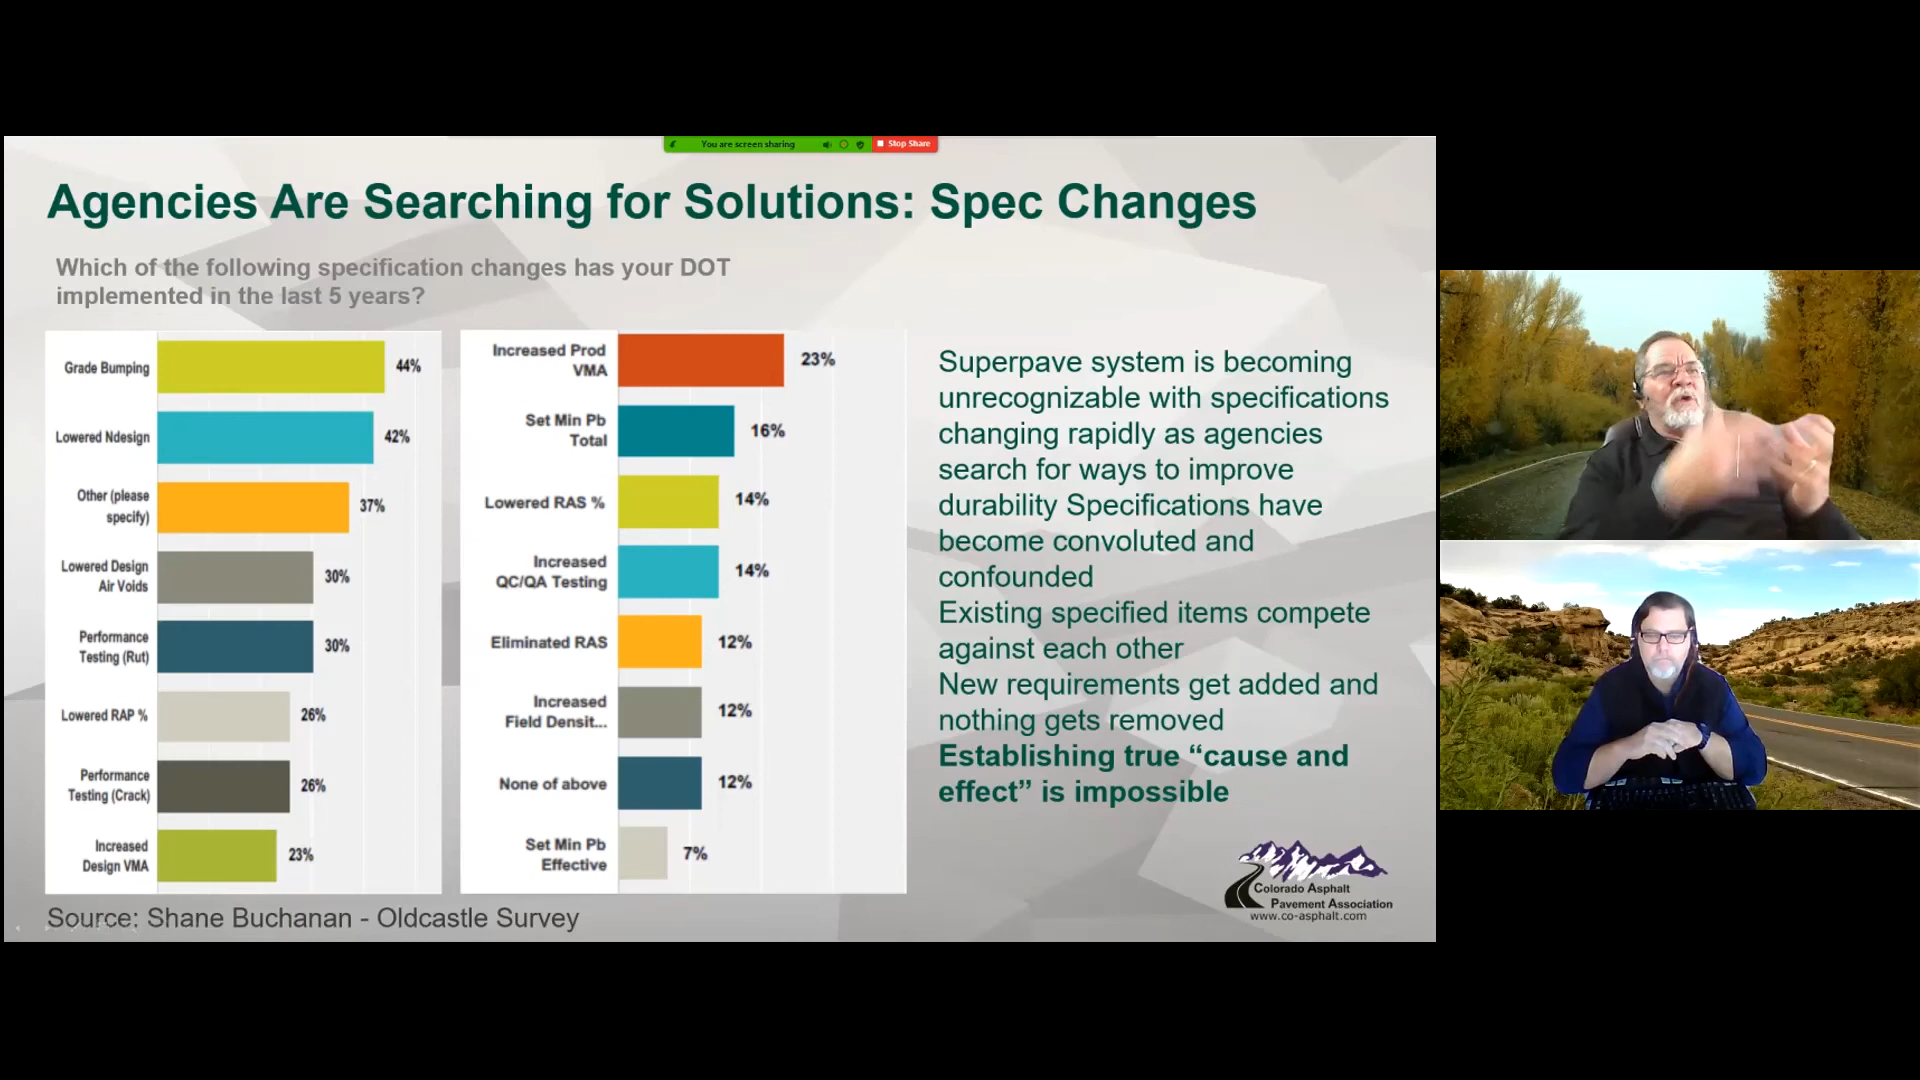 You are screen sharing
Stop Share
Agencies Are Searching for Solutions: Spec Changes
Which of the following specification changes has your DOT
implemented in the last 5 years?
Grade Bumping
44%
Lowered Ndesign
42%
Other (please
specify)
37%
Lowered Design
Air Voids
30%
Performance
Testing (Rut)
30%
Lowered RAP %
26%
Performance
Testing (Crack)
26%
Increased
Design VMA
23%
Increased Prod
VMA
23%
Set Min Pb
Total
16%
Lowered RAS %
14%
Increased
QC/QA Testing
14%
Eliminated RAS
12%
Increased
Field Densit...
12%
None of above
12%
Set Min Pb
Effective
7%
Superpave system is becoming
unrecognizable with specifications
changing rapidly as agencies
search for ways to improve
durability Specifications have
become convoluted and
confounded
Existing specified items compete
against each other
New requirements get added and
nothing gets removed
Establishing true “cause and
effect” is impossible
Source: Shane Buchanan - Oldcastle Survey
Colorado Asphalt
Pavement Association
www.co-asphalt.com